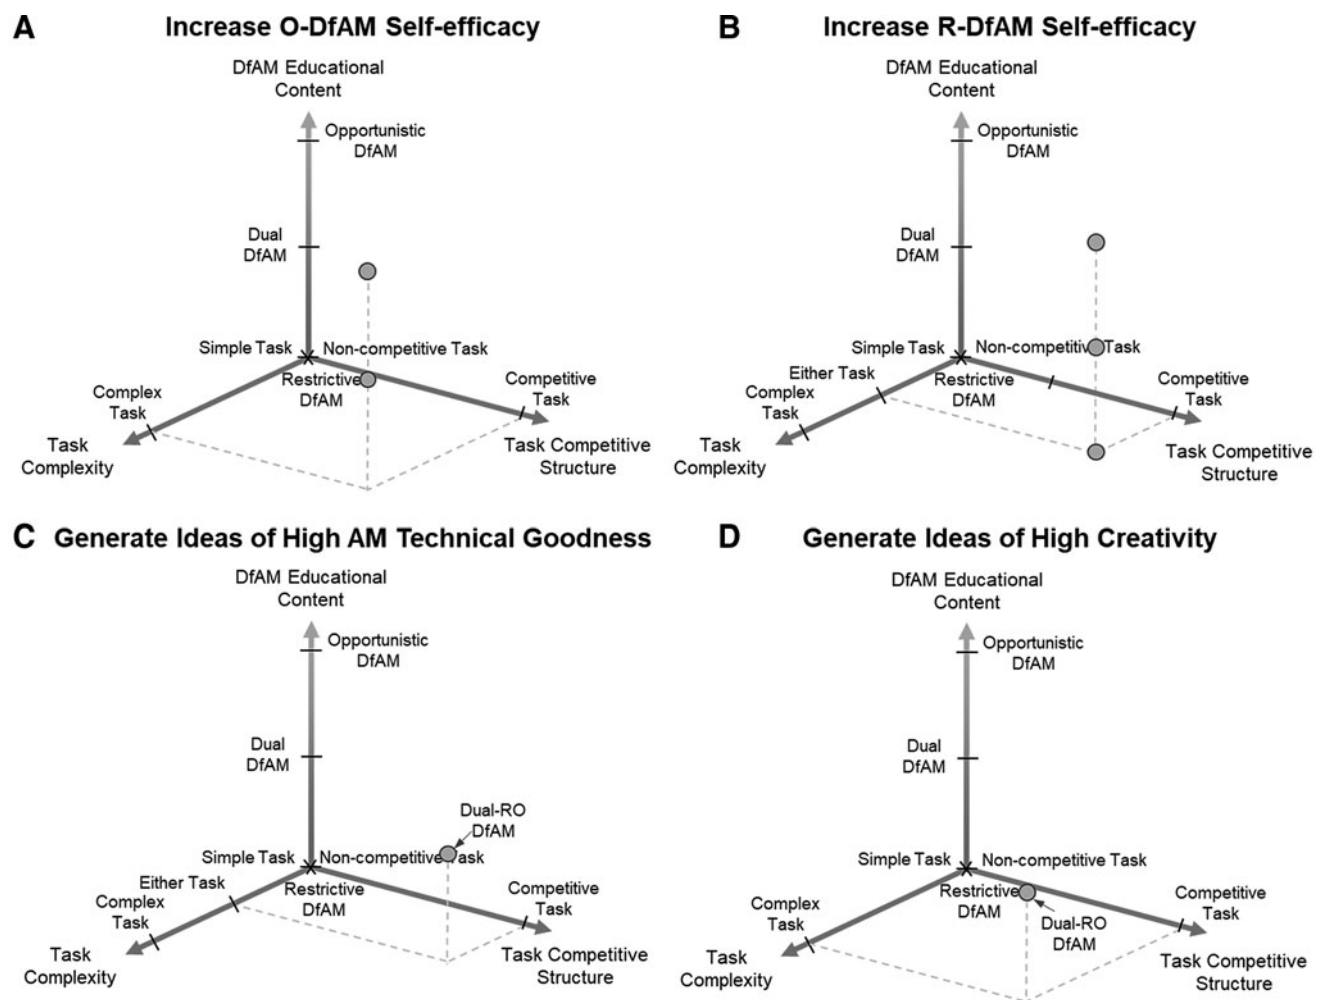 A
Increase O-DfAM Self-efficacy
DfAM Educational
Content
Opportunistic
DfAM
Dual
DfAM
Simple Task
Non-competitive Task
Restrictive
DfAM
Complex
Task
Competitive
Task
Task
Complexity
Task Competitive
Structure
B
Increase R-DfAM Self-efficacy
DfAM Educational
Content
Opportunistic
DfAM
Dual
DfAM
Simple Task
Non-competitive Task
Either Task
Restrictive
DfAM
Complex
Task
Competitive
Task
Task
Complexity
Task Competitive
Structure
C
Generate Ideas of High AM Technical Goodness
DfAM Educational
Content
Opportunistic
DfAM
Dual
DfAM
Dual-RO
DfAM
Simple Task
Non-competitive Task
Either Task
Restrictive
DfAM
Complex
Task
Competitive
Task
Task
Complexity
Task Competitive
Structure
D
Generate Ideas of High Creativity
DfAM Educational
Content
Opportunistic
DfAM
Dual
DfAM
Simple Task
Non-competitive Task
Restrictive
DfAM
Dual-RO
DfAM
Complex
Task
Competitive
Task
Task
Complexity
Task Competitive
Structure